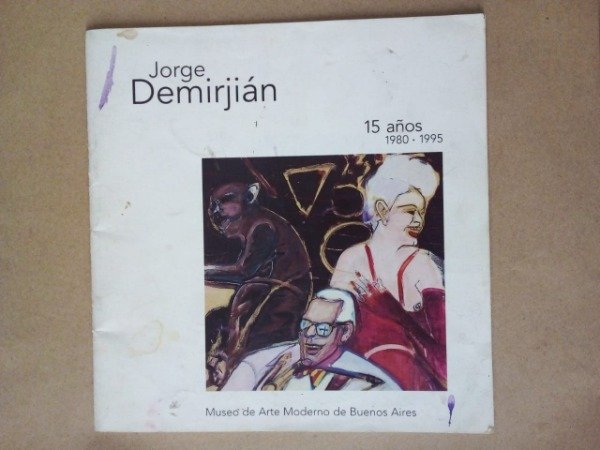 Jorge
Demirjián
15 años
1980 - 1995
Museo de Arte Moderno de Buenos Aires